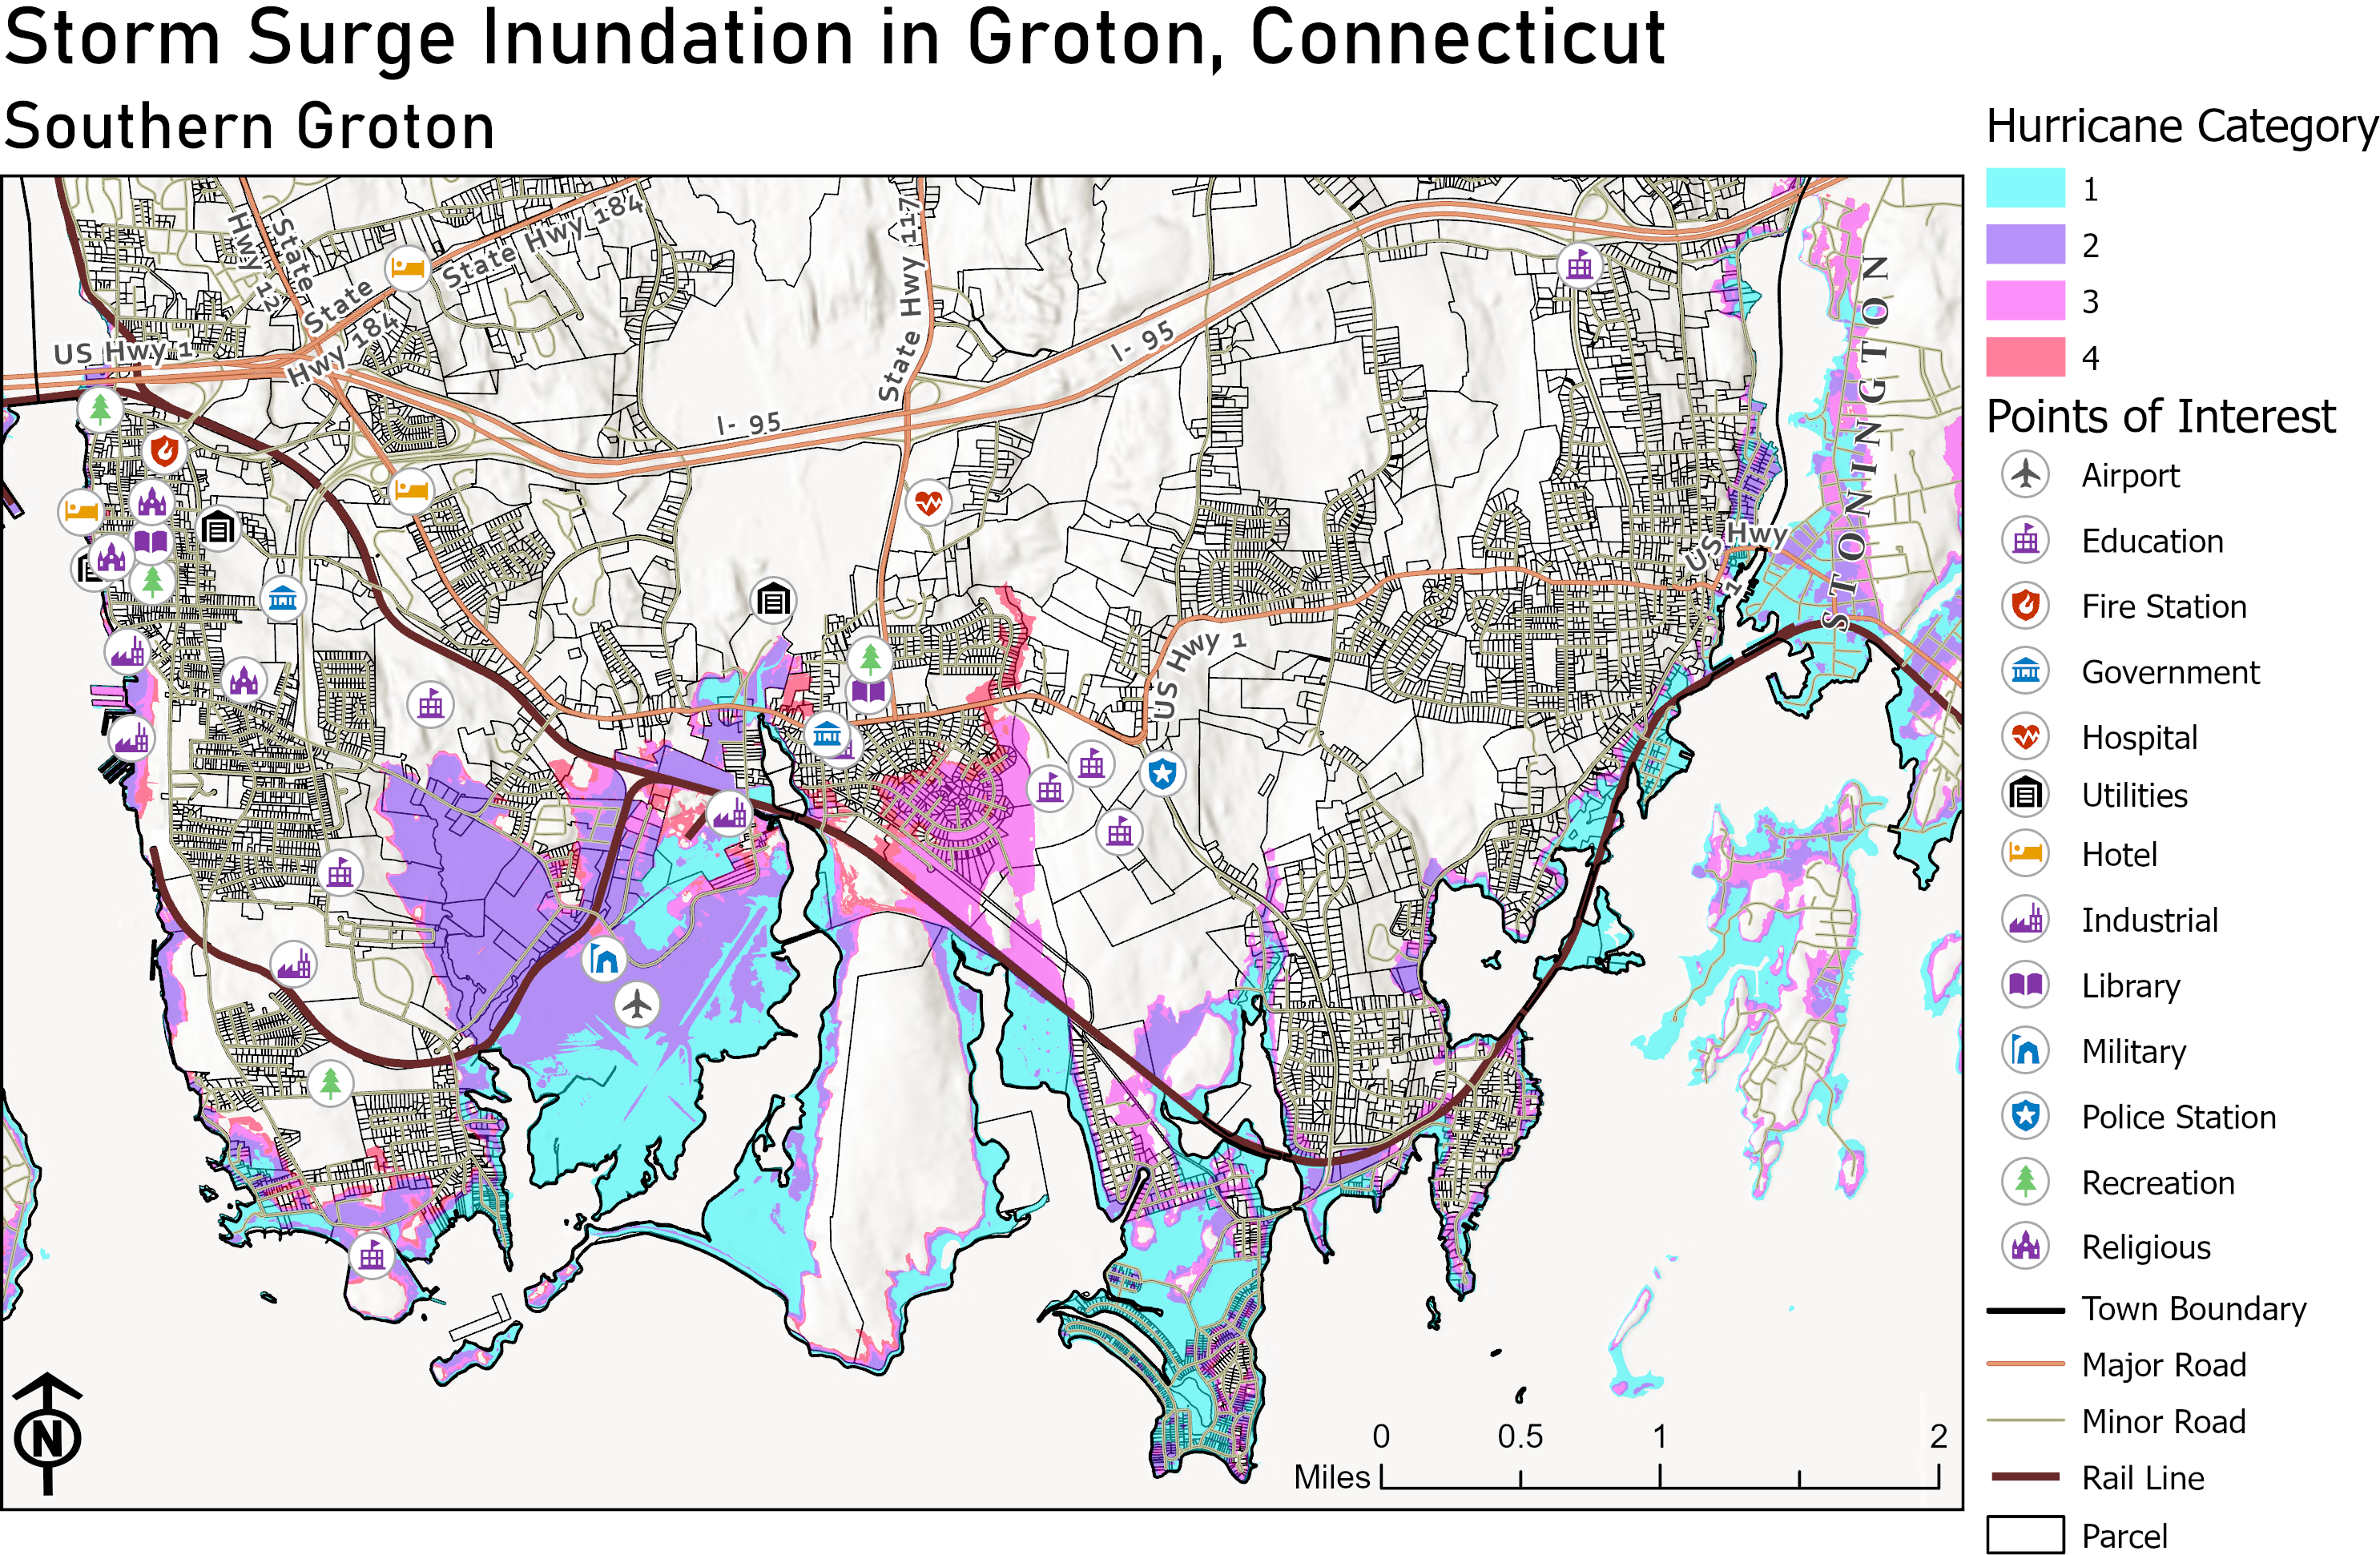 Storm Surge Inundation in Groton, Connecticut
Southern Groton
State
Hwy 12
State Hwy 184
State
Hwy 184
US Hwy 1
State Hwy 117
I- 95
I- 95
US Hwy 1
US Hwy
1
STONINGTON
N
0 0.5 1 2
Miles
Hurricane Category
1
2
3
4
Points of Interest
Airport
Education
Fire Station
Government
Hospital
Utilities
Hotel
Industrial
Library
Military
Police Station
Recreation
Religious
Town Boundary
Major Road
Minor Road
Rail Line
Parcel